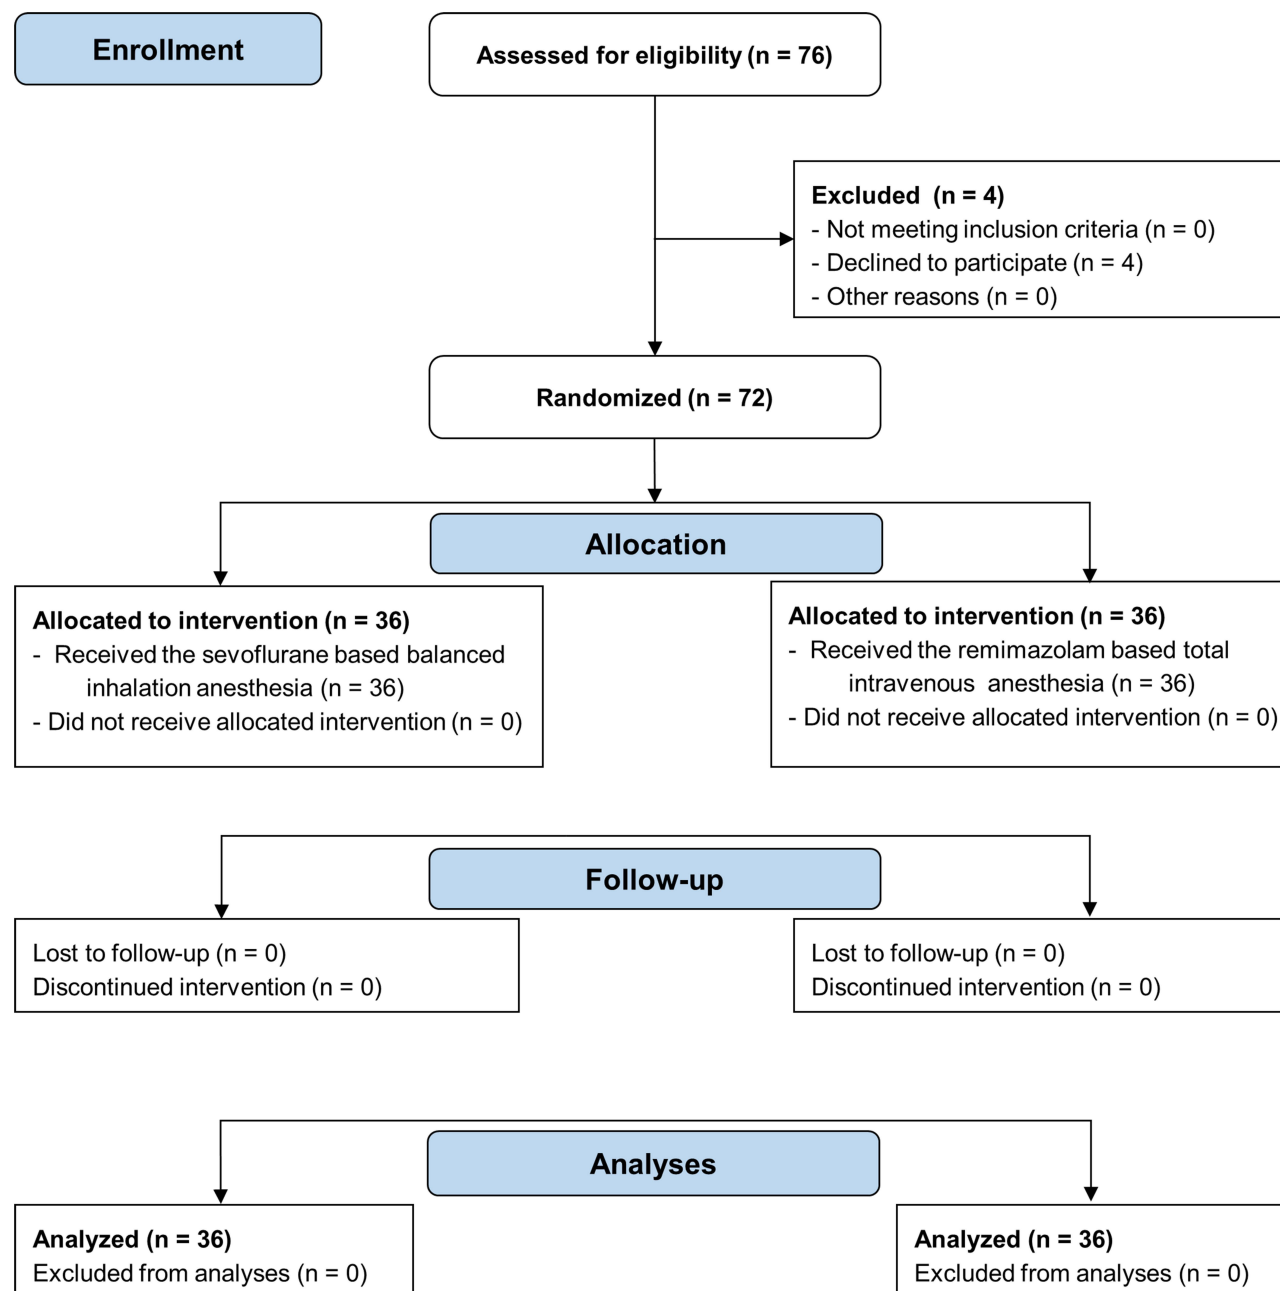 Enrollment
Assessed for eligibility (n = 76)
Excluded (n = 4)
- Not meeting inclusion criteria (n = 0)
- Declined to participate (n = 4)
- Other reasons (n = 0)
Randomized (n = 72)
Allocation
Allocated to intervention (n = 36)
- Received the sevoflurane based balanced
inhalation anesthesia (n = 36)
- Did not receive allocated intervention (n = 0)
Allocated to intervention (n = 36)
- Received the remimazolam based total
intravenous anesthesia (n = 36)
- Did not receive allocated intervention (n = 0)
Follow-up
Lost to follow-up (n = 0)
Discontinued intervention (n = 0)
Lost to follow-up (n = 0)
Discontinued intervention (n = 0)
Analyses
Analyzed (n = 36)
Excluded from analyses (n = 0)
Analyzed (n = 36)
Excluded from analyses (n = 0)